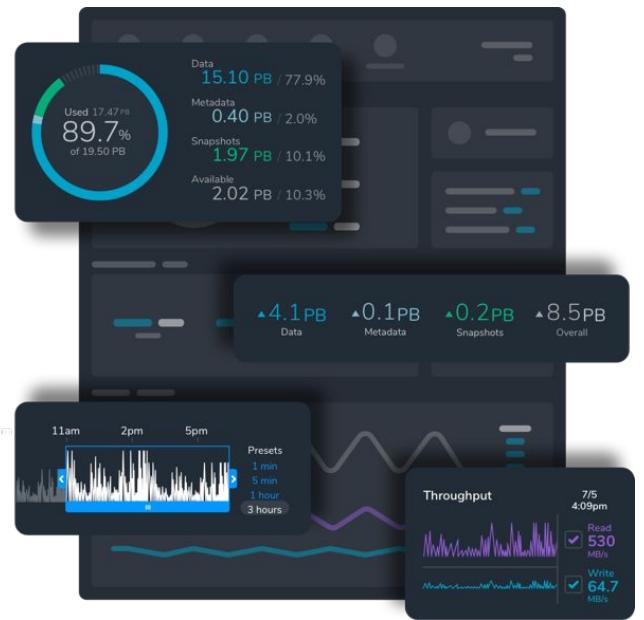 Data
15.10 PB / 77.9%
Used 17.47 PB
89.7%
of 19.50 PB
Metadata
0.40 PB / 2.0%
Snapshots
1.97 PB / 10.1%
Available
2.02 PB / 10.3%
▲4.1PB ▲0.1PB ▲0.2PB ▲8.5PB
Data Metadata Snapshots Overall
11am 2pm 5pm
Presets
1 min
5 min
1 hour
3 hours
Throughput 7/5
4:09pm
Read
530
MB/s
Write
64.7
MB/s